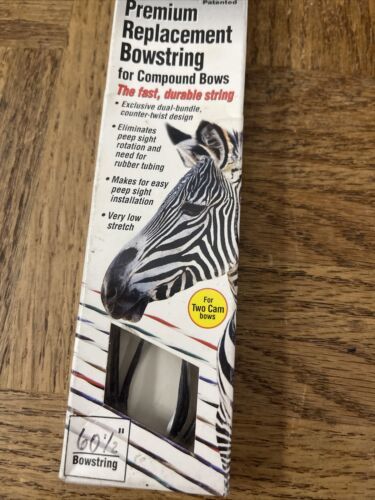 Patented
Premium
Replacement
Bowstring
for Compound Bows
The fast, durable string
• Exclusive dual-bundle,
counter-twist design
• Eliminates
peep sight
rotation and
need for
rubber tubing
• Makes for easy
peep sight
installation
• Very low
stretch
For
Two Cam
bows
60 1/2"
Bowstring